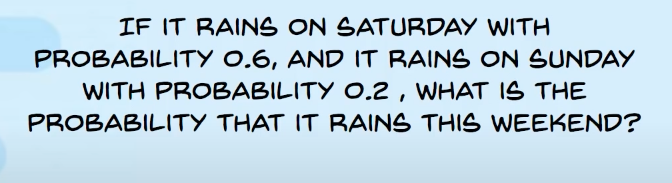 IF IT RAINS ON SATURDAY WITH
PROBABILITY 0.6, AND IT RAINS ON SUNDAY
WITH PROBABILITY 0.2 , WHAT IS THE
PROBABILITY THAT IT RAINS THIS WEEKEND?